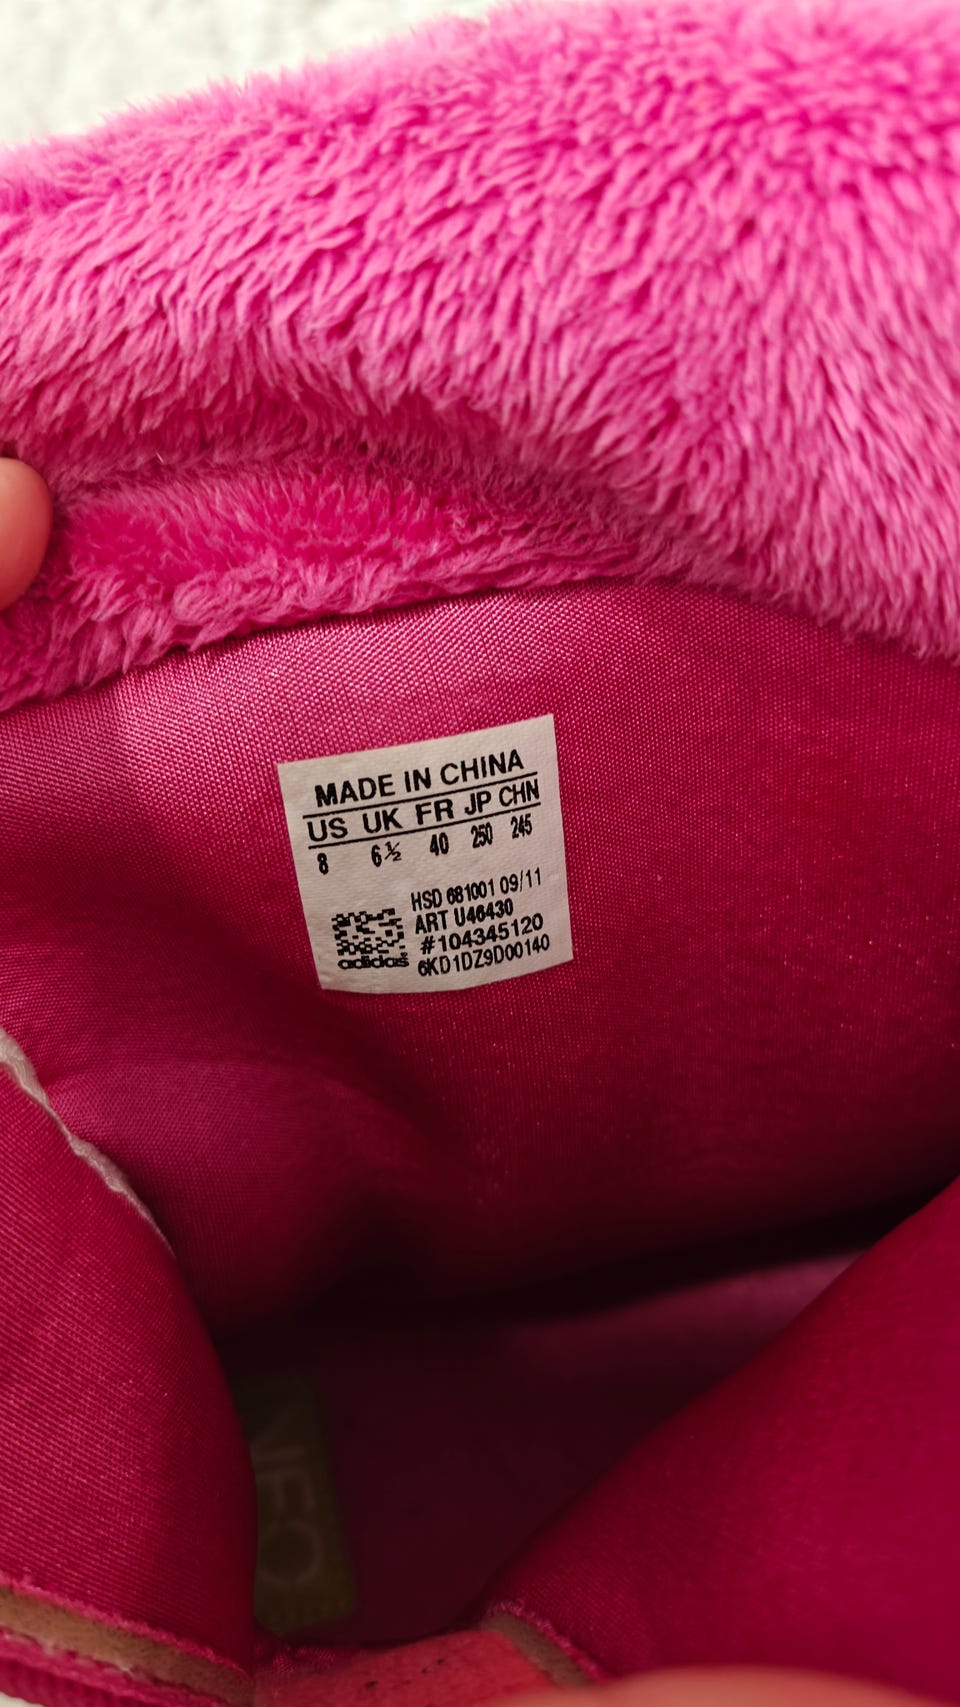 MADE IN CHINA
US UK FR JP CHN
8 6½ 40 250 245
HSD 681001 09/11
ART U46430
#104345120
adidas 6KD1DZ9D00140
NEO